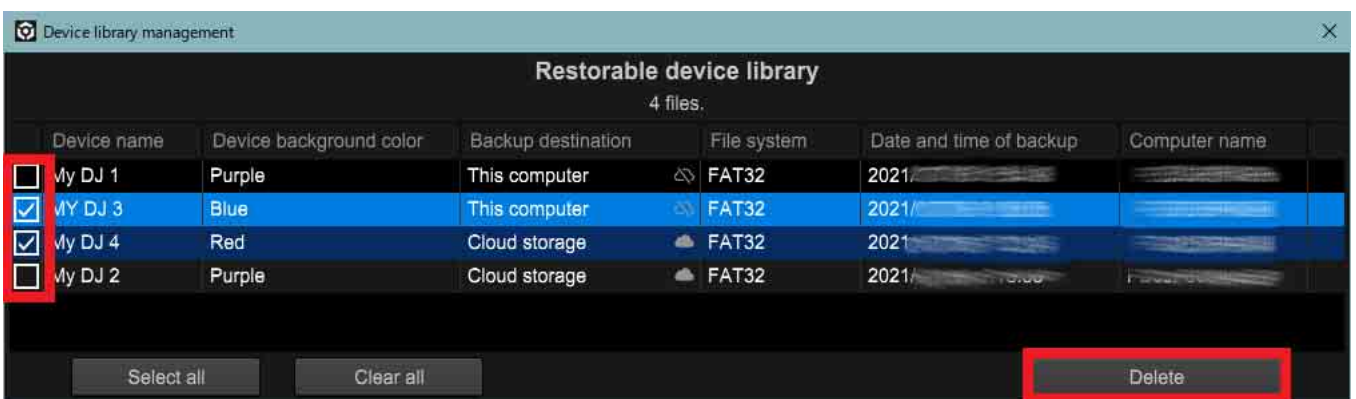 Device library management
Restorable device library
4 files.
Device name Device background color Backup destination File system Date and time of backup Computer name
My DJ 1 Purple This computer FAT32 2021
MY DJ 3 Blue This computer FAT32 2021/
My DJ 4 Red Cloud storage FAT32 2021
My DJ 2 Purple Cloud storage FAT32 2021/
Select all Clear all Delete